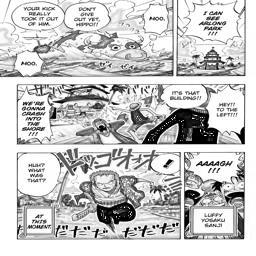 I CAN
SEE
ARLONG
PARK
!!!
MOO.
DON'T
GIVE
OUT YET,
HIPPO!!
YOUR KICK
REALLY
TOOK IT OUT
OF HIM.
MOO.
HEY!!
TO THE
LEFT!!!
IT'S THAT
BUILDING!!
WE'RE
GONNA
CRASH
INTO THE
SHORE
!!!
AAAAGH
!!!
LUFFY
YOSAKU
SANJI
!!
HUH?
WHAT
WAS
THAT?
AT THIS
MOMENT.